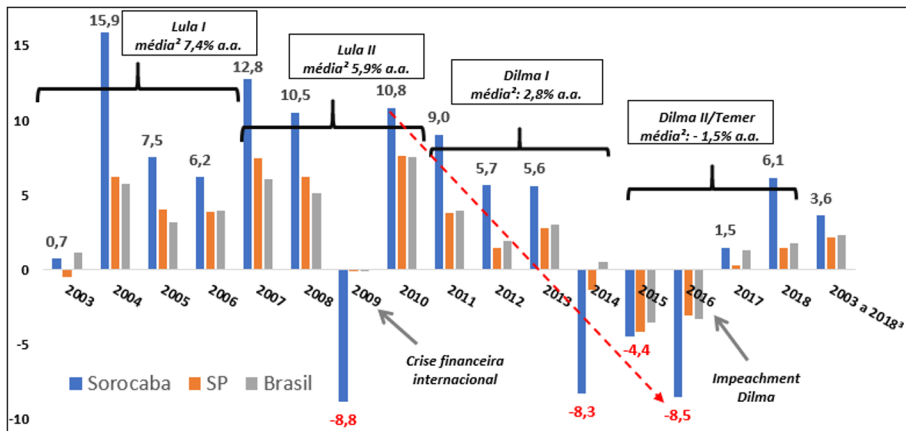 15
10
5
0
-5
-10
Lula I
média² 7,4% a.a.
Lula II
média² 5,9% a.a.
Dilma I
média²: 2,8% a.a.
Dilma II/Temer
média²: - 1,5% a.a.
0,7
15,9
7,5
6,2
12,8
10,5
-8,8
10,8
9,0
5,7
5,6
-8,3
-4,4
-8,5
1,5
6,1
3,6
2003
2004
2005
2006
2007
2008
2009
2010
2011
2012
2013
2014
2015
2016
2017
2018
2003 a 2018³
Crise financeira
internacional
Impeachment
Dilma
Sorocaba
SP
Brasil